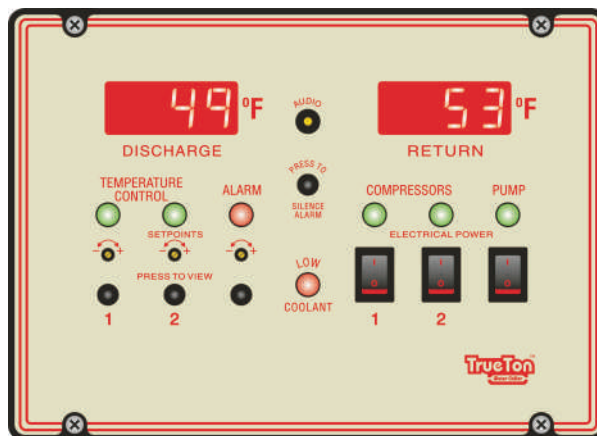 49 °F
DISCHARGE
AUDIO
53 °F
RETURN
PRESS TO
SILENCE
ALARM
TEMPERATURE
CONTROL
ALARM
SETPOINTS
- + - + - +
PRESS TO VIEW
1 2
LOW
COOLANT
COMPRESSORS PUMP
ELECTRICAL POWER
I I I
O O O
1 2
TrueTon